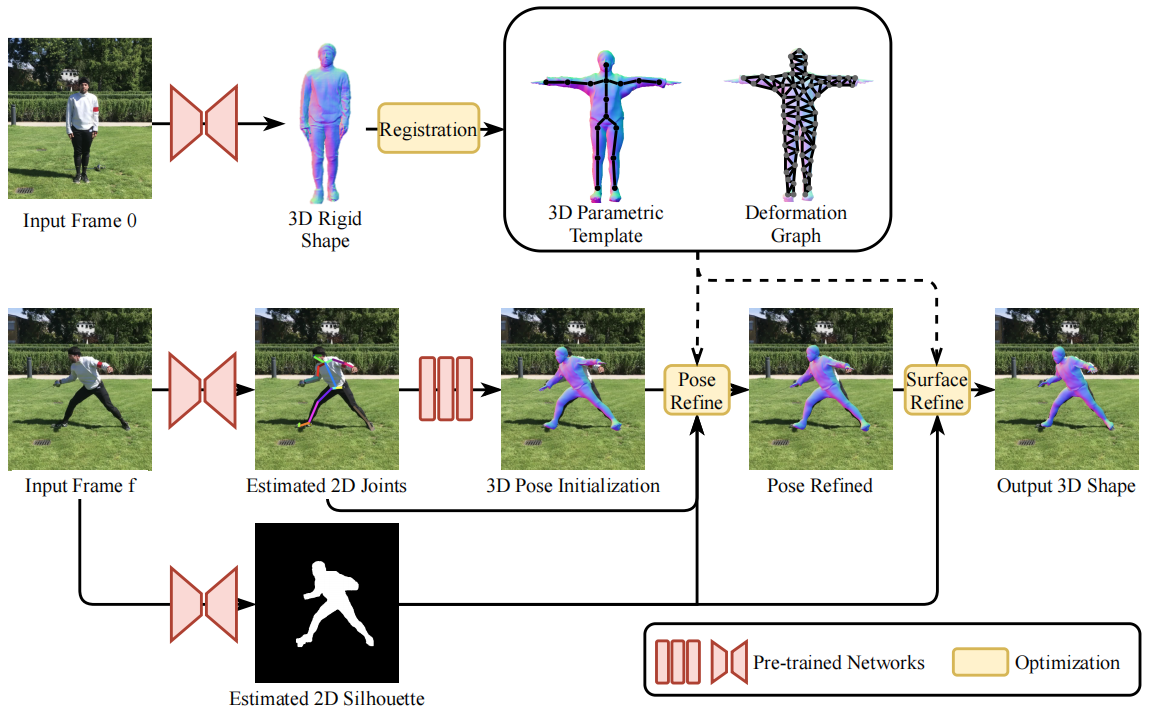 Input Frame 0
3D Rigid
Shape
Registration
3D Parametric
Template
Deformation
Graph
Input Frame f
Estimated 2D Joints
3D Pose Initialization
Pose
Refine
Pose Refined
Surface
Refine
Output 3D Shape
Estimated 2D Silhouette
Pre-trained Networks
Optimization